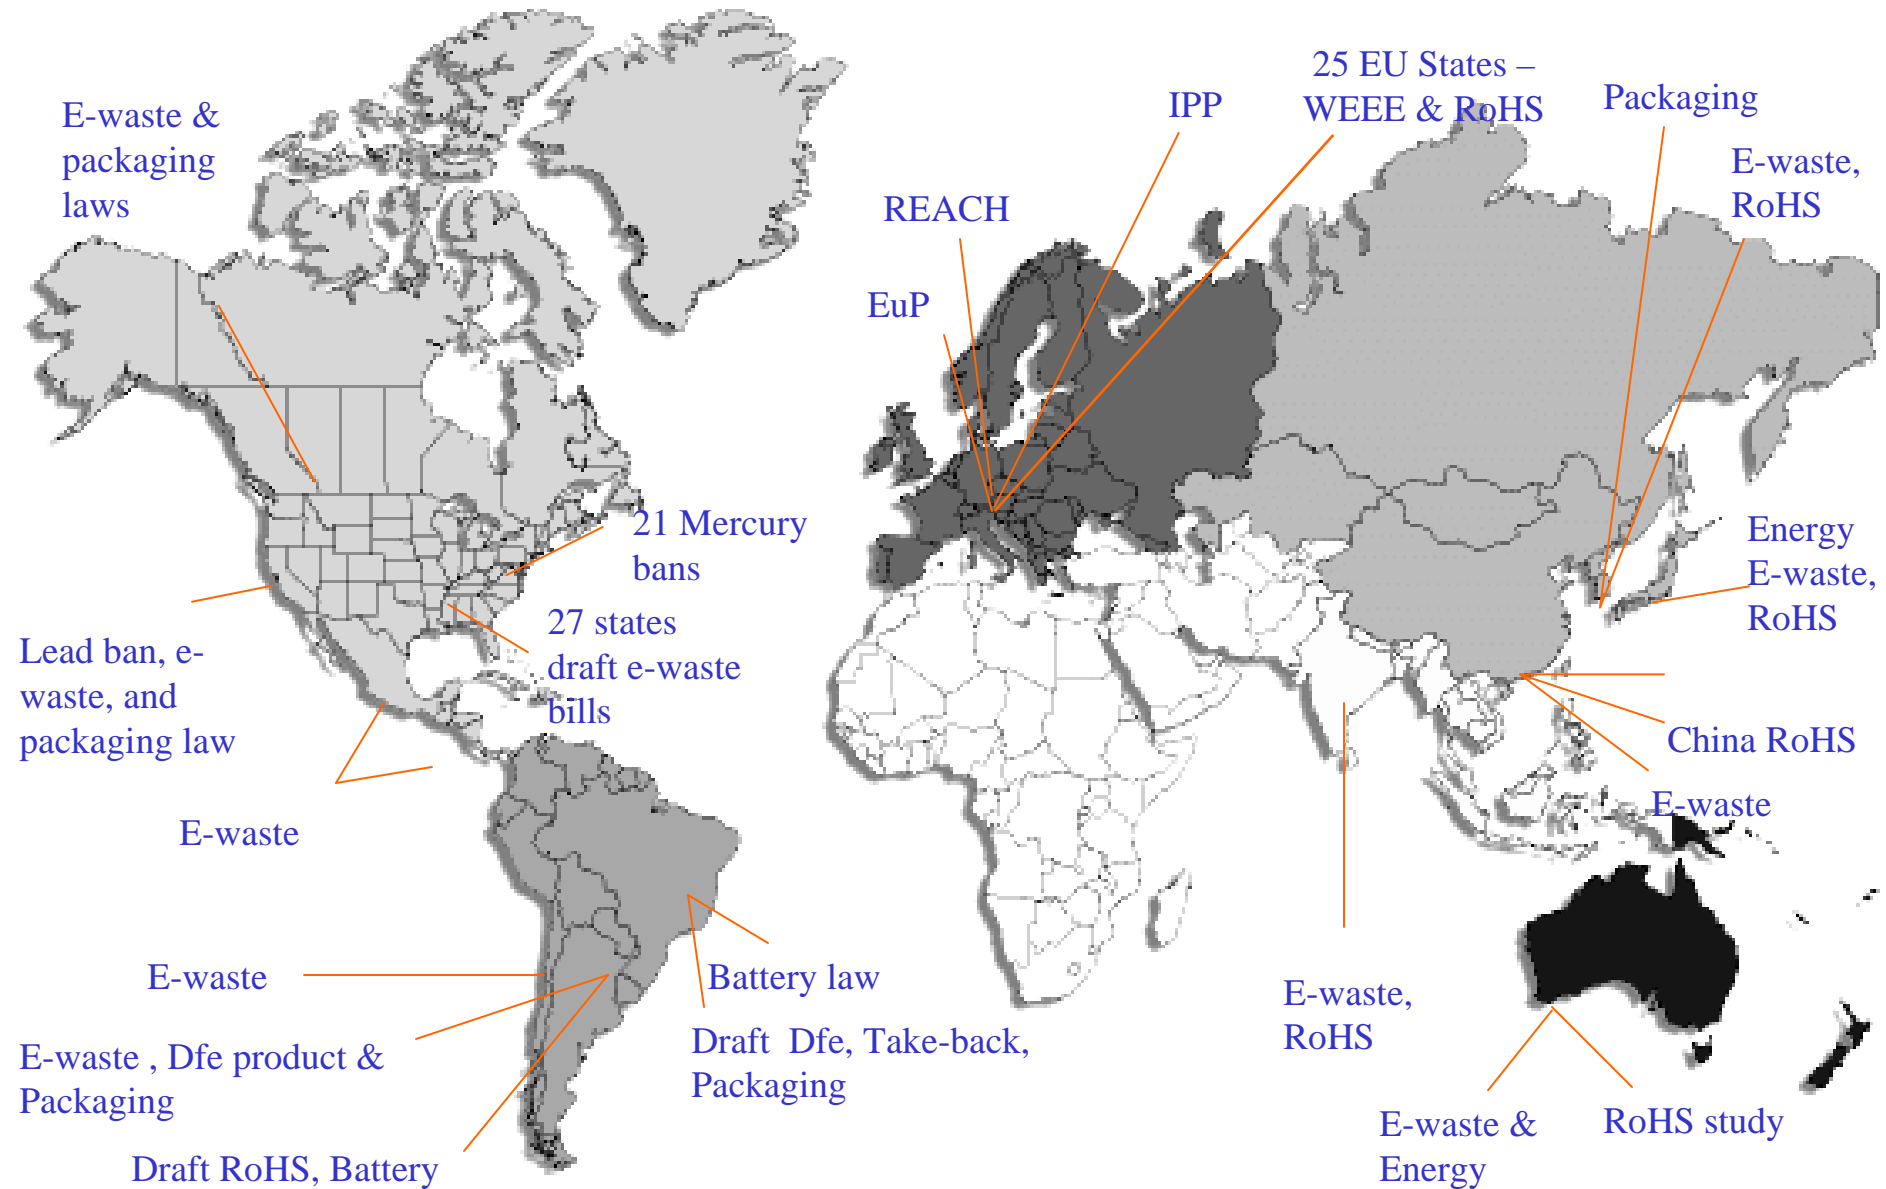 25 EU States –
WEEE & RoHS
IPP
Packaging
E-waste &
packaging
laws
E-waste,
RoHS
REACH
EuP
21 Mercury
bans
Energy
E-waste,
RoHS
27 states
draft e-waste
bills
Lead ban, e-
waste, and
packaging law
China RoHS
E-waste
E-waste
E-waste
Battery law
E-waste,
RoHS
E-waste , Dfe product &
Packaging
Draft  Dfe, Take-back,
Packaging
E-waste &
Energy
RoHS study
Draft RoHS, Battery